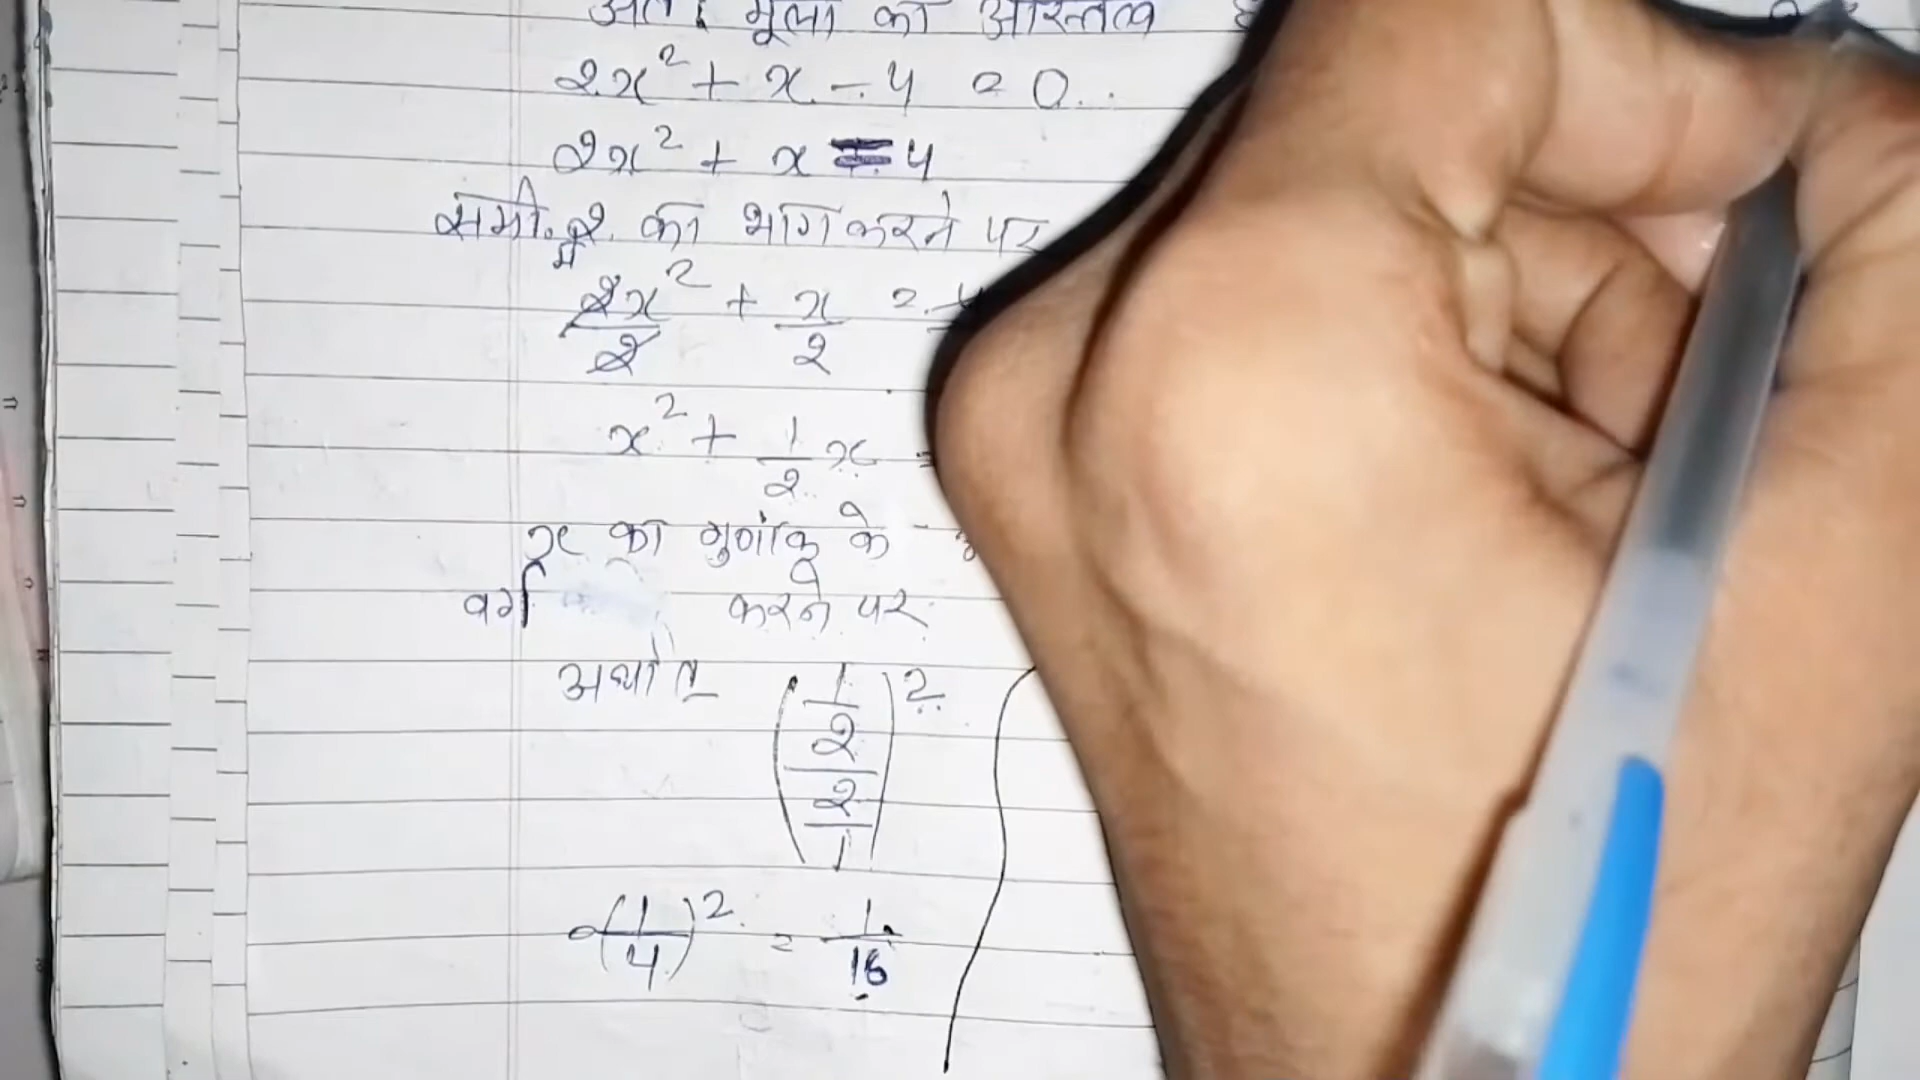 अतः मूलों का अस्तित्व
2x² + x - 4 = 0
2x² + x = 4
समी. में 2 का भाग करने पर
2x²/2 + x/2 =
x² + 1/2 x =
x का गुणांक के
वर्ग करने पर
अर्थात् ((1/2)/(2/1))²
= (1/4)² = 1/16